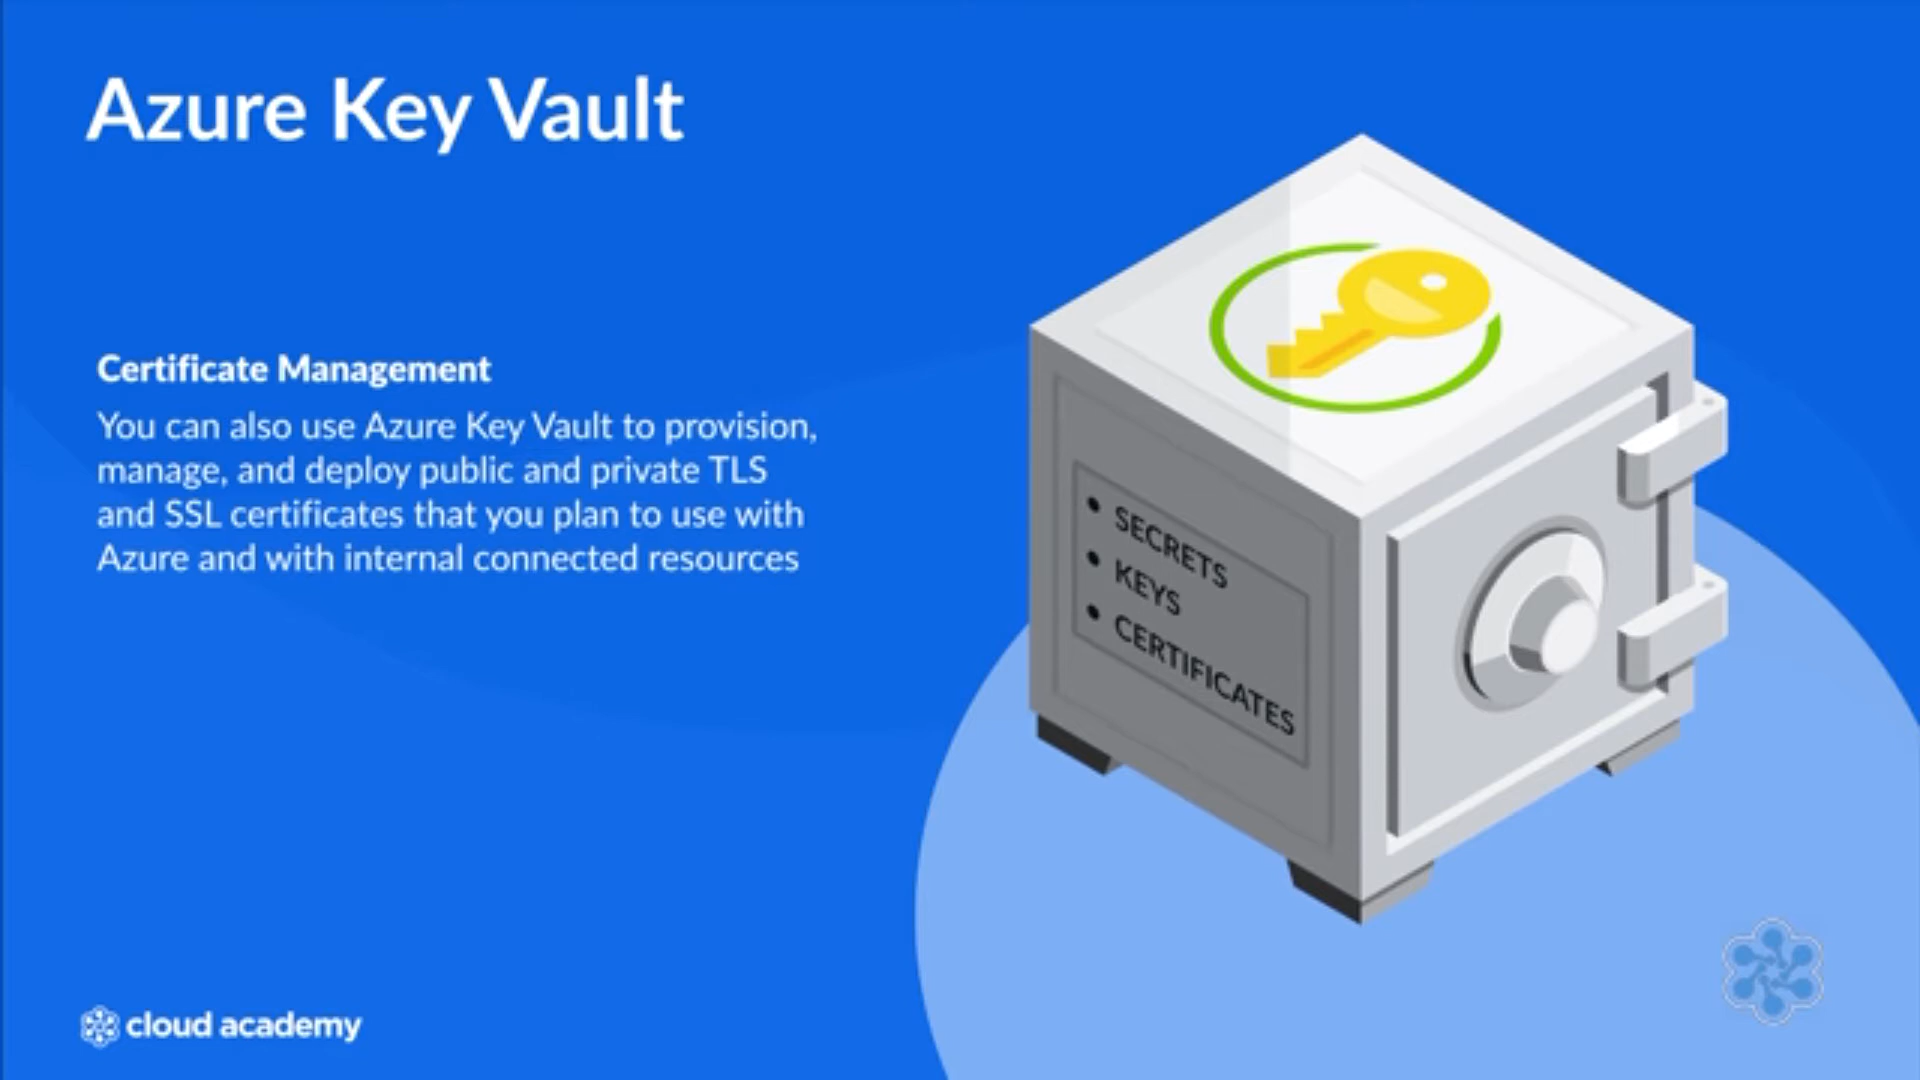 Azure Key Vault
Certificate Management
You can also use Azure Key Vault to provision,
manage, and deploy public and private TLS
and SSL certificates that you plan to use with
Azure and with internal connected resources
• SECRETS
• KEYS
• CERTIFICATES
cloud academy